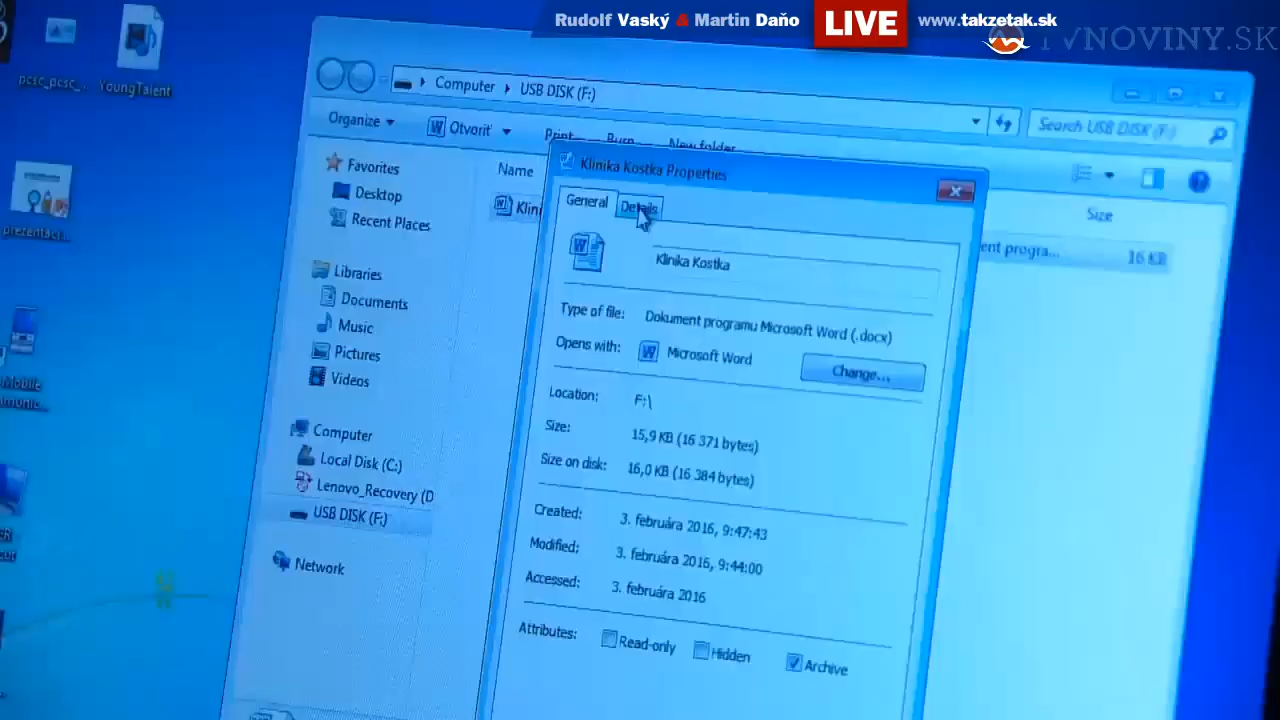 Rudolf Vaský & Martin Daňo LIVE www.takzetak.sk
TVNOVINY.SK
pcsc_pcsc_...
YoungTalent
Computer USB DISK (F:)
Search USB DISK (F:)
Organize
Otvoriť
Print
Burn
New folder
Favorites
Desktop
Recent Places
Libraries
Documents
Music
Pictures
Videos
Computer
Local Disk (C:)
Lenovo_Recovery (D
USB DISK (F:)
Network
Name
Size
Klini
ent progra...
16 KB
Klinika Kostka Properties
General
Details
Klinika Kostka
Type of file: Dokument programu Microsoft Word (.docx)
Opens with: Microsoft Word
Change...
Location: F:\
Size: 15,9 KB (16 371 bytes)
Size on disk: 16,0 KB (16 384 bytes)
Created: 3. februára 2016, 9:47:43
Modified: 3. februára 2016, 9:44:00
Accessed: 3. februára 2016
Attributes: Read-only Hidden Archive
prezentáci...